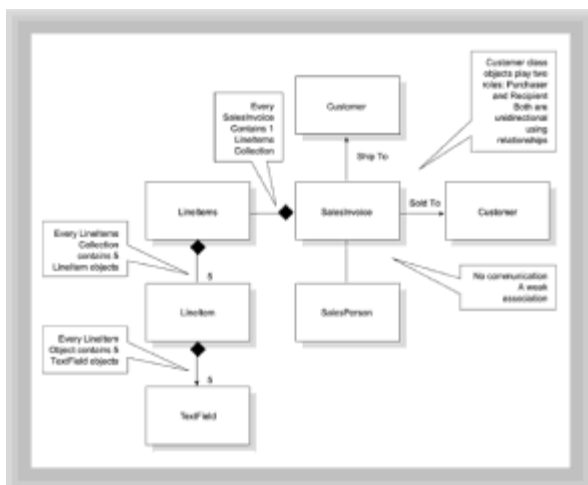 Customer class
objects play two
roles: Purchaser
and Recipient
Both are
unidirectional
using
relationships
Customer
Every
SalesInvoice
Contains 1
LineItems
Collection
Ship To
LineItems
SalesInvoice
Sold To
Customer
Every LineItems
Collection
contains 5
LineItem objects
5
No communication
A weak
association
LineItem
SalesPerson
Every LineItem
Object contains 5
TextField objects
5
TextField